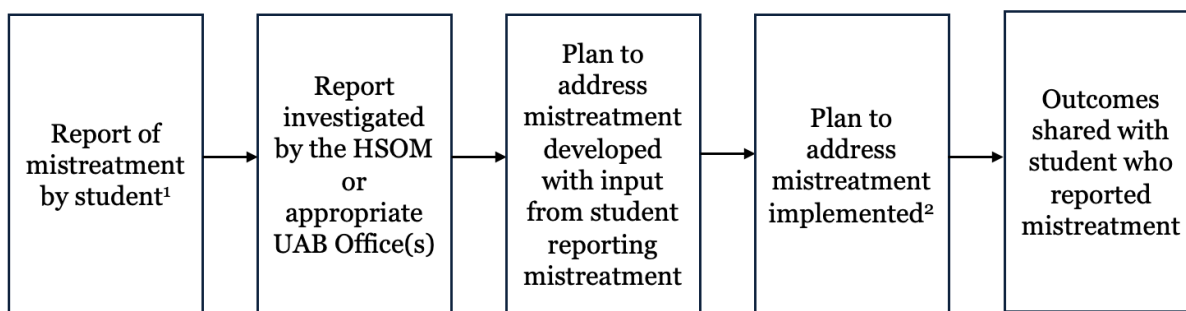 Report of
mistreatment
by student¹
Report
investigated
by the HSOM
or
appropriate
UAB Office(s)
Plan to
address
mistreatment
developed
with input
from student
reporting
mistreatment
Plan to
address
mistreatment
implemented²
Outcomes
shared with
student who
reported
mistreatment